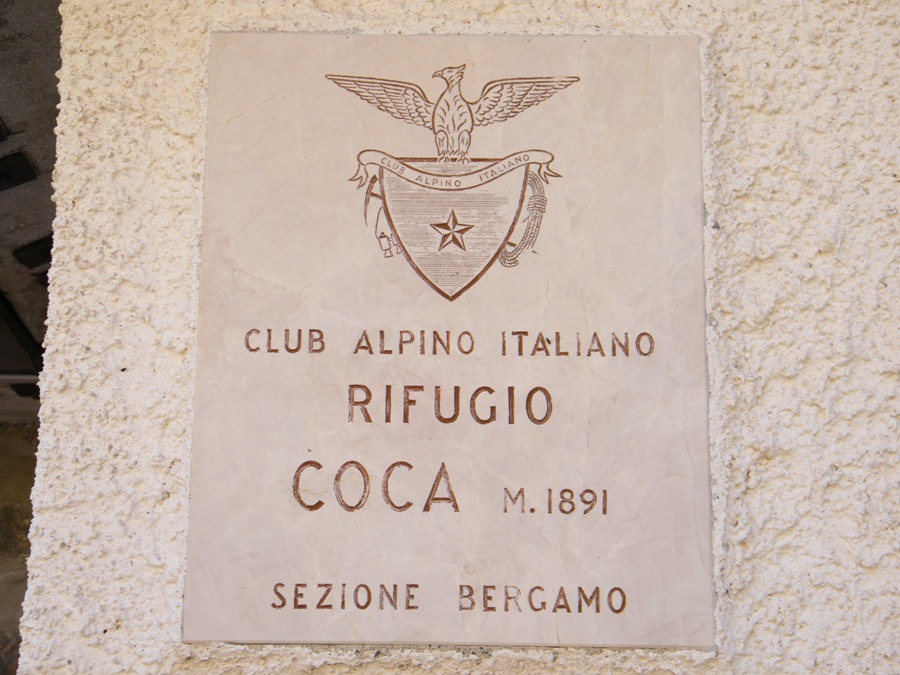 CLUB ALPINO ITALIANO
CLUB ALPINO ITALIANO
RIFUGIO
COCA M. 1891
SEZIONE BERGAMO